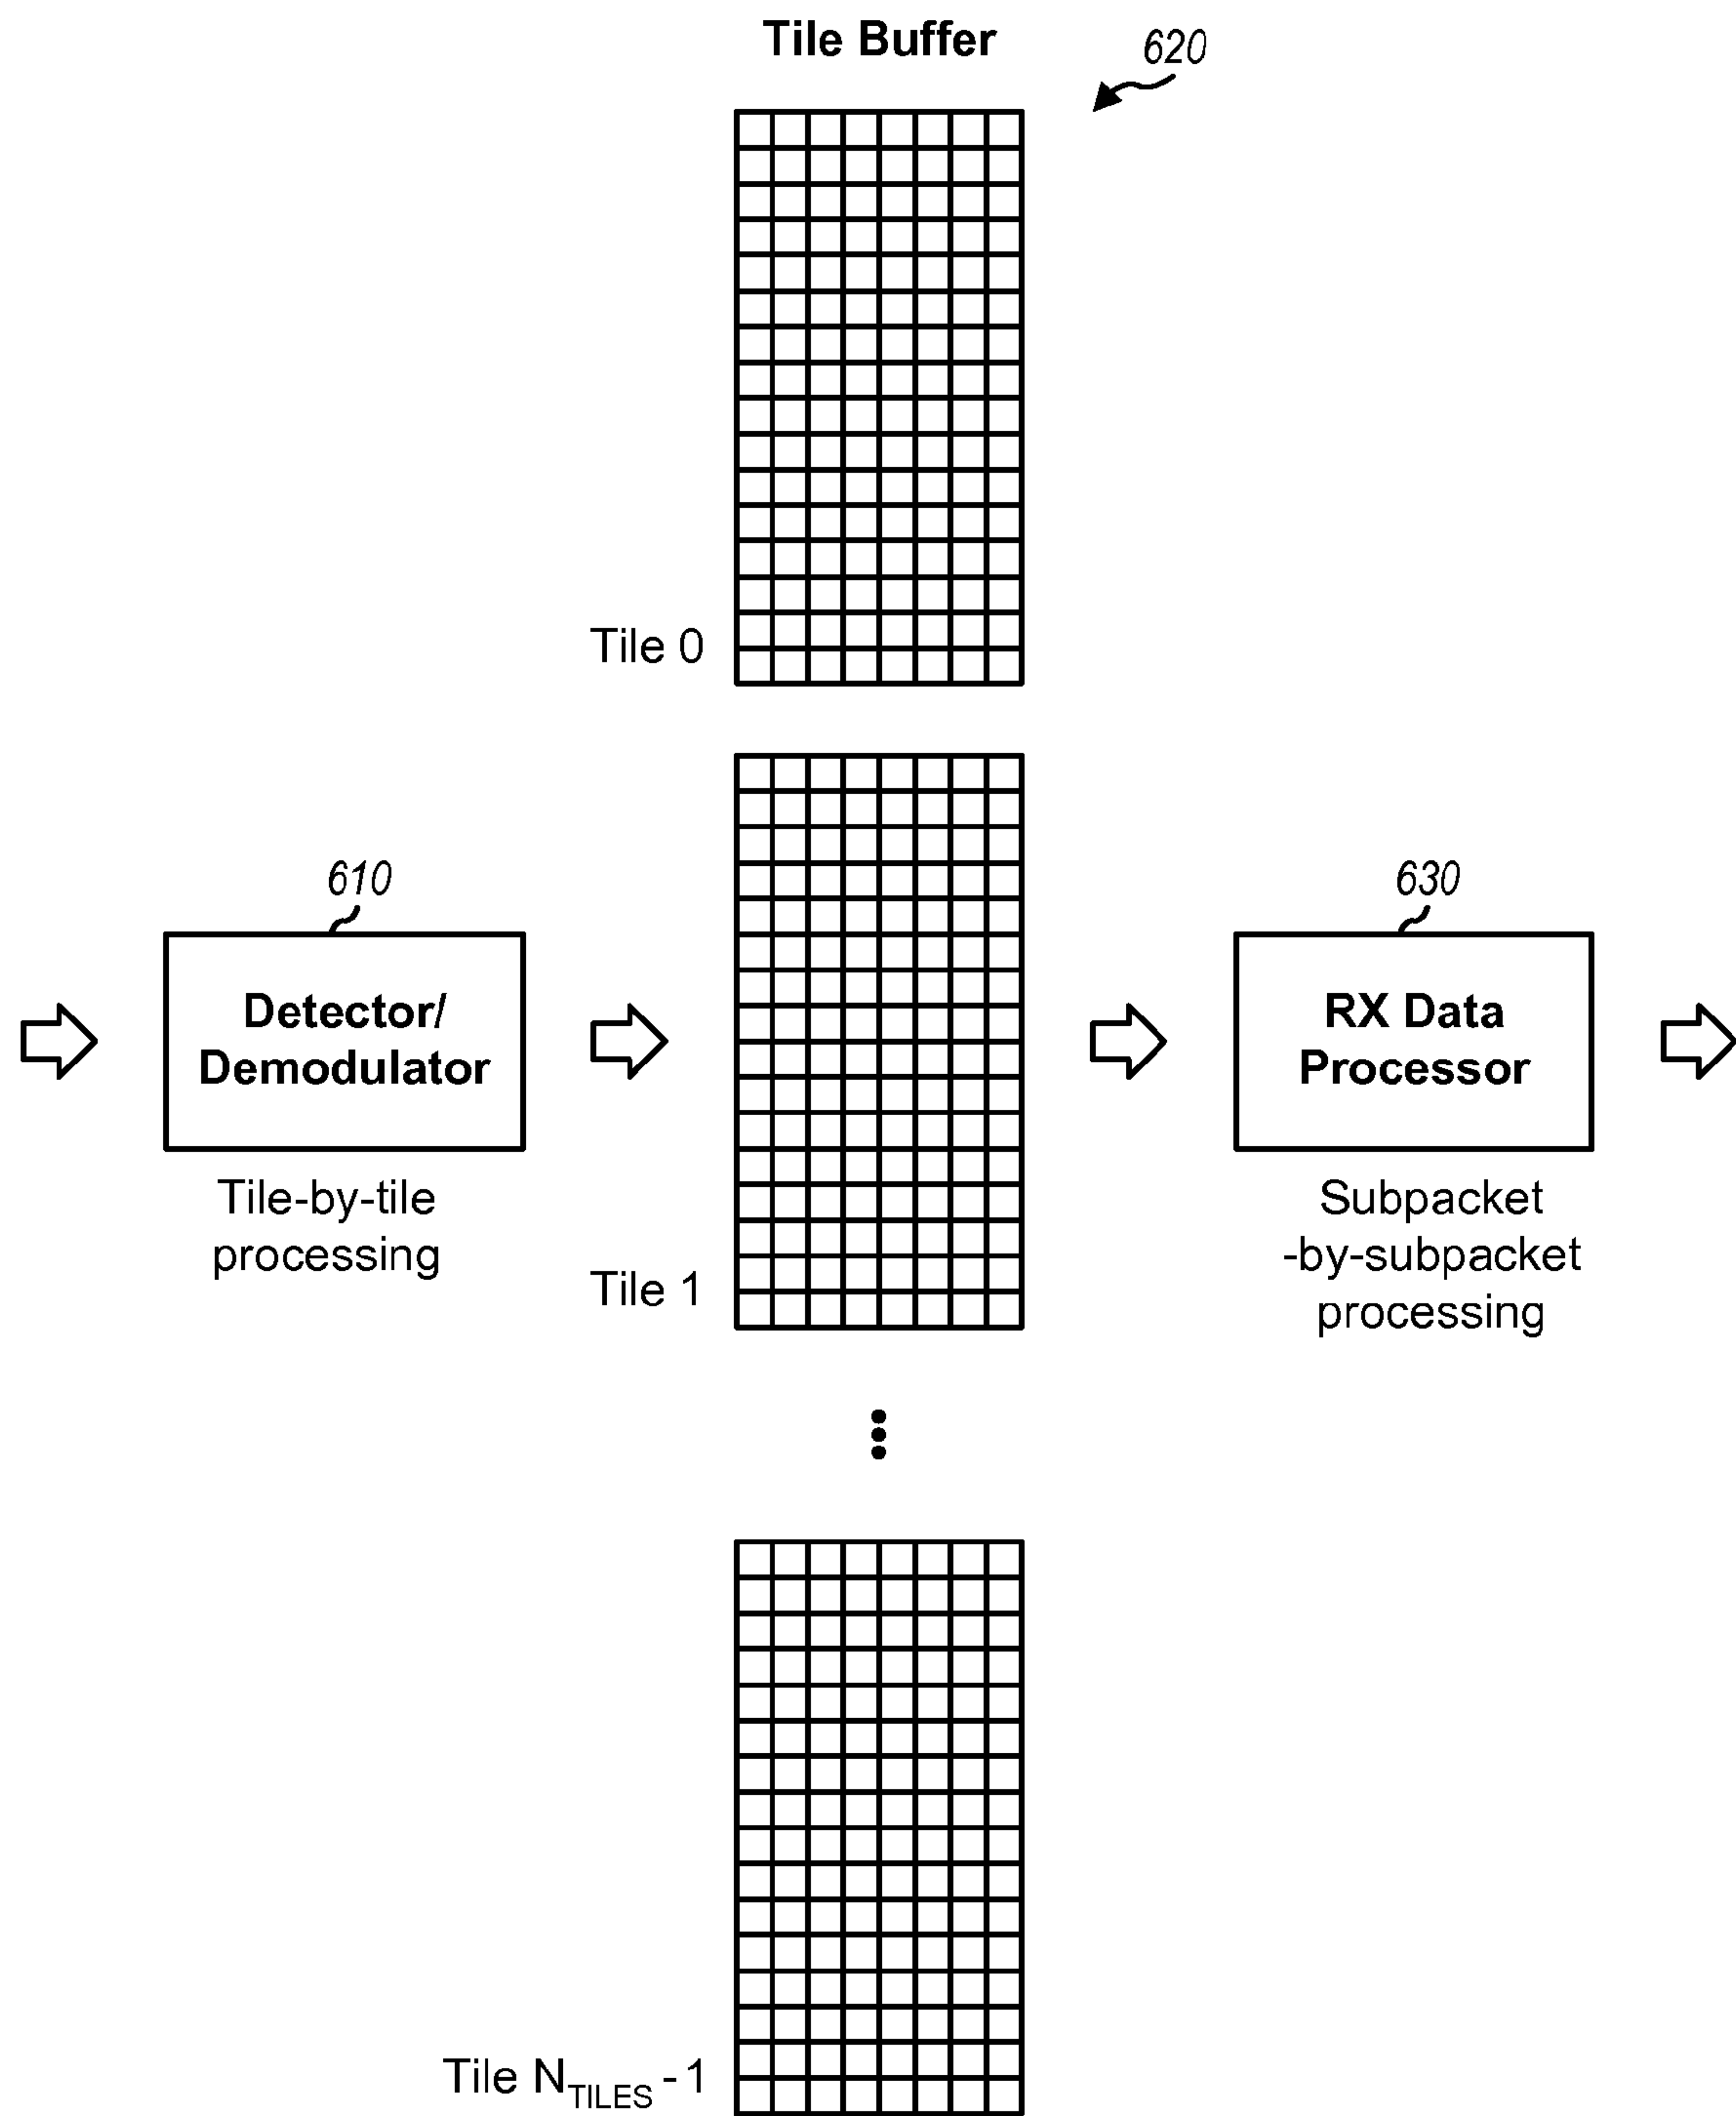 Tile Buffer
620
Tile 0
610
Detector/
Demodulator
Tile-by-tile
processing
Tile 1
630
RX Data
Processor
Subpacket
-by-subpacket
processing
Tile N_TILES - 1